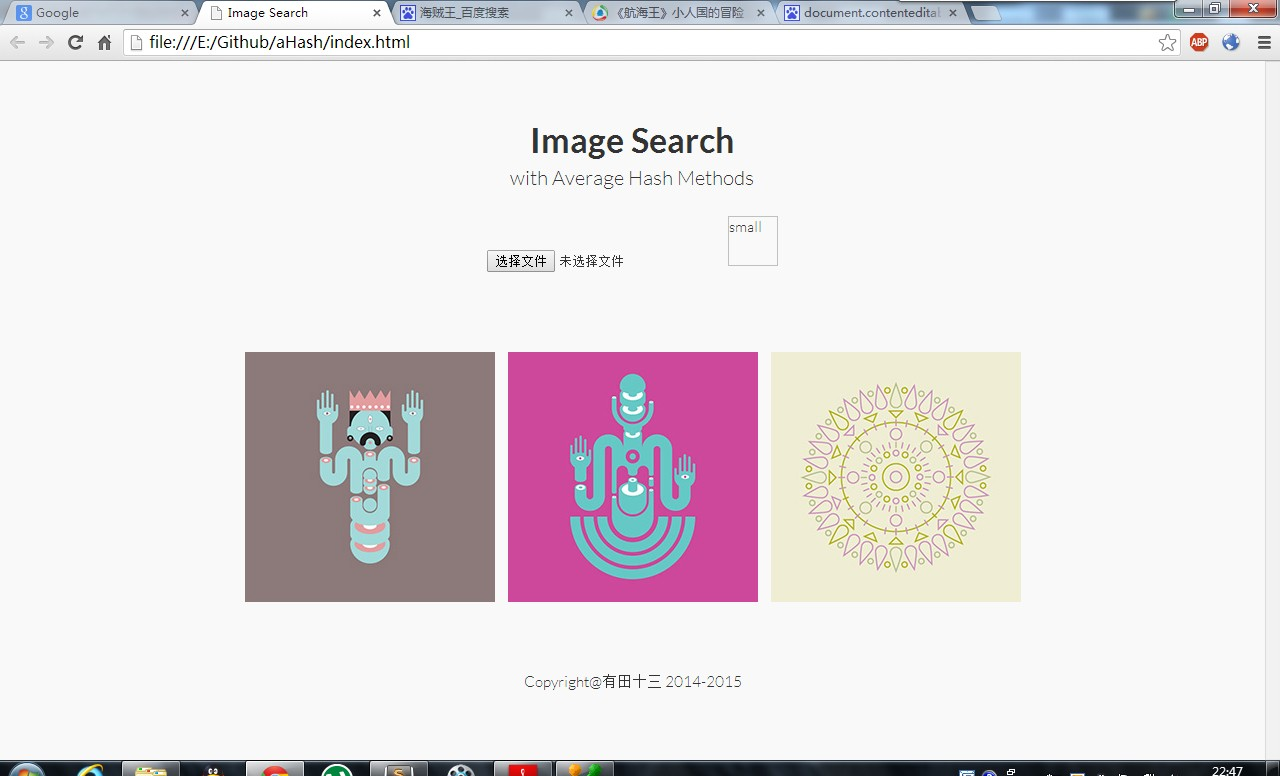 Google
Image Search
海贼王_百度搜索
《航海王》小人国的冒险
document.contenteditabl
file:///E:/Github/aHash/index.html
ABP
Image Search
with Average Hash Methods
small
选择文件 未选择文件
Copyright@有田十三 2014-2015
22:47